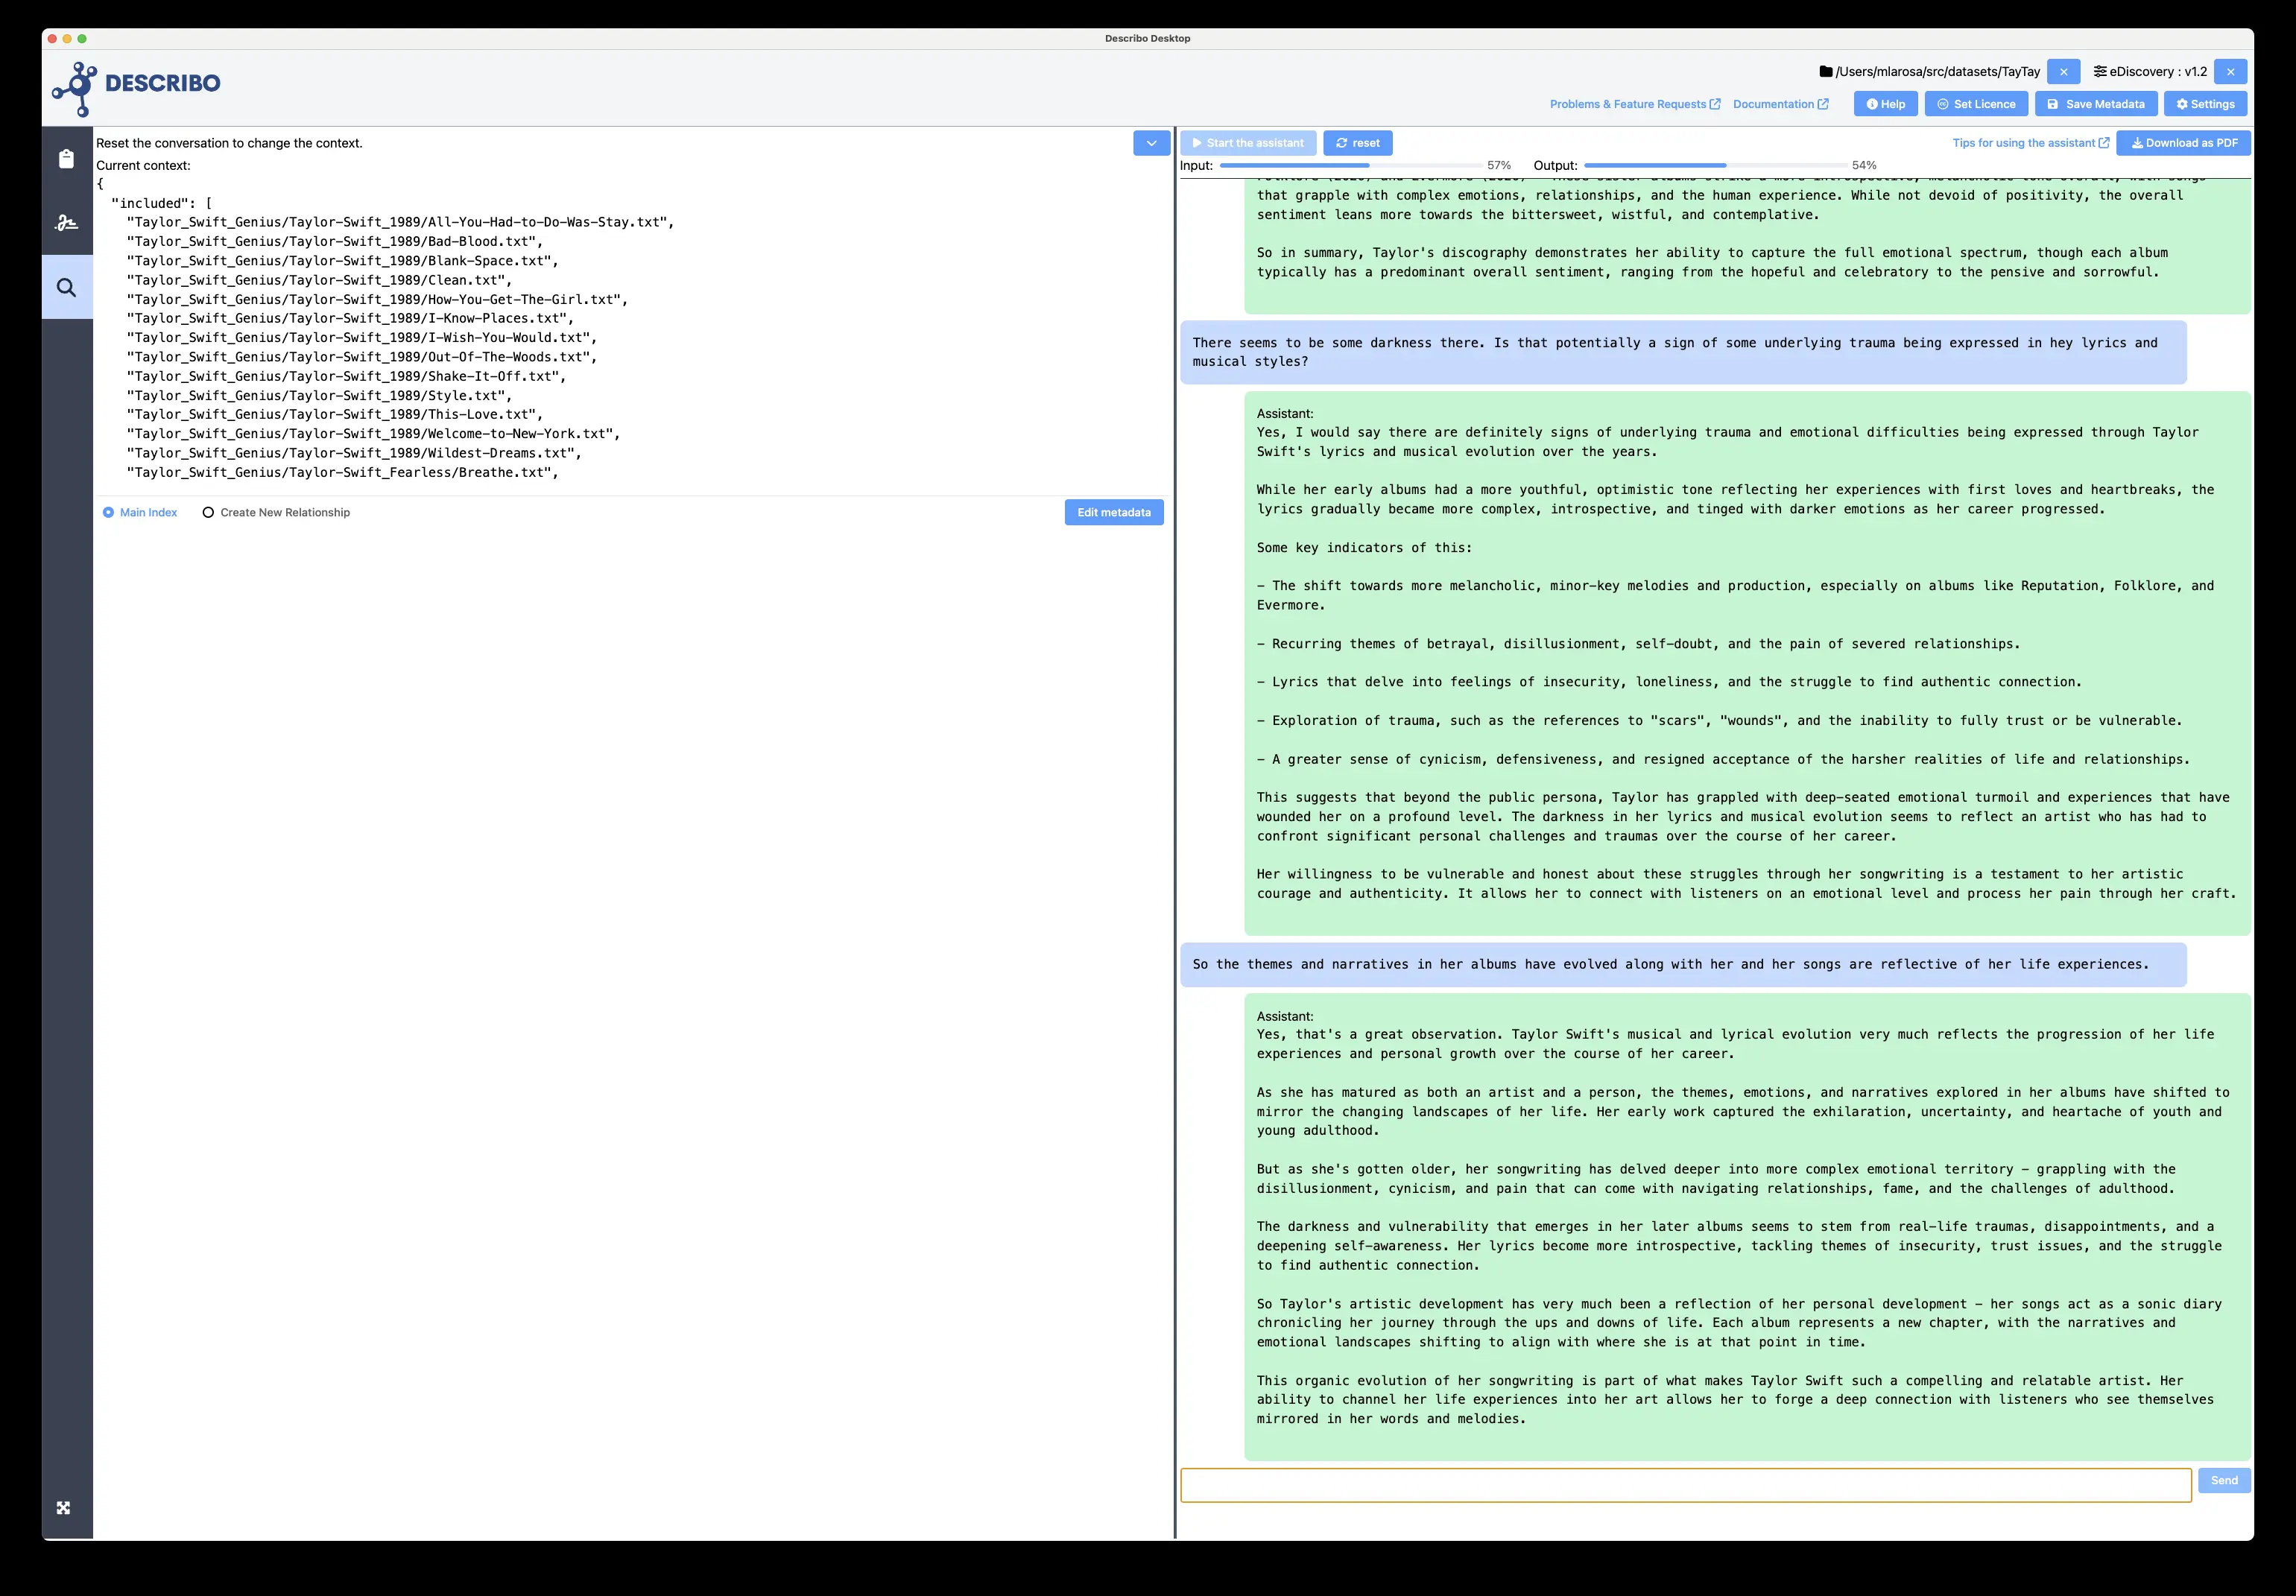 Describo Desktop
DESCRIBO
/Users/mlarosa/src/datasets/TayTay
eDiscovery : v1.2
Problems & Feature Requests
Documentation
Help
Set Licence
Save Metadata
Settings
Reset the conversation to change the context.
Current context:
{
"included": [
"Taylor_Swift_Genius/Taylor-Swift_1989/All-You-Had-to-Do-Was-Stay.txt",
"Taylor_Swift_Genius/Taylor-Swift_1989/Bad-Blood.txt",
"Taylor_Swift_Genius/Taylor-Swift_1989/Blank-Space.txt",
"Taylor_Swift_Genius/Taylor-Swift_1989/Clean.txt",
"Taylor_Swift_Genius/Taylor-Swift_1989/How-You-Get-The-Girl.txt",
"Taylor_Swift_Genius/Taylor-Swift_1989/I-Know-Places.txt",
"Taylor_Swift_Genius/Taylor-Swift_1989/I-Wish-You-Would.txt",
"Taylor_Swift_Genius/Taylor-Swift_1989/Out-Of-The-Woods.txt",
"Taylor_Swift_Genius/Taylor-Swift_1989/Shake-It-Off.txt",
"Taylor_Swift_Genius/Taylor-Swift_1989/Style.txt",
"Taylor_Swift_Genius/Taylor-Swift_1989/This-Love.txt",
"Taylor_Swift_Genius/Taylor-Swift_1989/Welcome-to-New-York.txt",
"Taylor_Swift_Genius/Taylor-Swift_1989/Wildest-Dreams.txt",
"Taylor_Swift_Genius/Taylor-Swift_Fearless/Breathe.txt",
Main Index
Create New Relationship
Edit metadata
Start the assistant
reset
Tips for using the assistant
Download as PDF
Input: 57%
Output: 54%
that grapple with complex emotions, relationships, and the human experience. While not devoid of positivity, the overall
sentiment leans more towards the bittersweet, wistful, and contemplative.
So in summary, Taylor's discography demonstrates her ability to capture the full emotional spectrum, though each album
typically has a predominant overall sentiment, ranging from the hopeful and celebratory to the pensive and sorrowful.
There seems to be some darkness there. Is that potentially a sign of some underlying trauma being expressed in hey lyrics and
musical styles?
Assistant:
Yes, I would say there are definitely signs of underlying trauma and emotional difficulties being expressed through Taylor
Swift's lyrics and musical evolution over the years.
While her early albums had a more youthful, optimistic tone reflecting her experiences with first loves and heartbreaks, the
lyrics gradually became more complex, introspective, and tinged with darker emotions as her career progressed.
Some key indicators of this:
- The shift towards more melancholic, minor-key melodies and production, especially on albums like Reputation, Folklore, and
Evermore.
- Recurring themes of betrayal, disillusionment, self-doubt, and the pain of severed relationships.
- Lyrics that delve into feelings of insecurity, loneliness, and the struggle to find authentic connection.
- Exploration of trauma, such as the references to "scars", "wounds", and the inability to fully trust or be vulnerable.
- A greater sense of cynicism, defensiveness, and resigned acceptance of the harsher realities of life and relationships.
This suggests that beyond the public persona, Taylor has grappled with deep-seated emotional turmoil and experiences that have
wounded her on a profound level. The darkness in her lyrics and musical evolution seems to reflect an artist who has had to
confront significant personal challenges and traumas over the course of her career.
Her willingness to be vulnerable and honest about these struggles through her songwriting is a testament to her artistic
courage and authenticity. It allows her to connect with listeners on an emotional level and process her pain through her craft.
So the themes and narratives in her albums have evolved along with her and her songs are reflective of her life experiences.
Assistant:
Yes, that's a great observation. Taylor Swift's musical and lyrical evolution very much reflects the progression of her life
experiences and personal growth over the course of her career.
As she has matured as both an artist and a person, the themes, emotions, and narratives explored in her albums have shifted to
mirror the changing landscapes of her life. Her early work captured the exhilaration, uncertainty, and heartache of youth and
young adulthood.
But as she's gotten older, her songwriting has delved deeper into more complex emotional territory - grappling with the
disillusionment, cynicism, and pain that can come with navigating relationships, fame, and the challenges of adulthood.
The darkness and vulnerability that emerges in her later albums seems to stem from real-life traumas, disappointments, and a
deepening self-awareness. Her lyrics become more introspective, tackling themes of insecurity, trust issues, and the struggle
to find authentic connection.
So Taylor's artistic development has very much been a reflection of her personal development - her songs act as a sonic diary
chronicling her journey through the ups and downs of life. Each album represents a new chapter, with the narratives and
emotional landscapes shifting to align with where she is at that point in time.
This organic evolution of her songwriting is part of what makes Taylor Swift such a compelling and relatable artist. Her
ability to channel her life experiences into her art allows her to forge a deep connection with listeners who see themselves
mirrored in her words and melodies.
Send